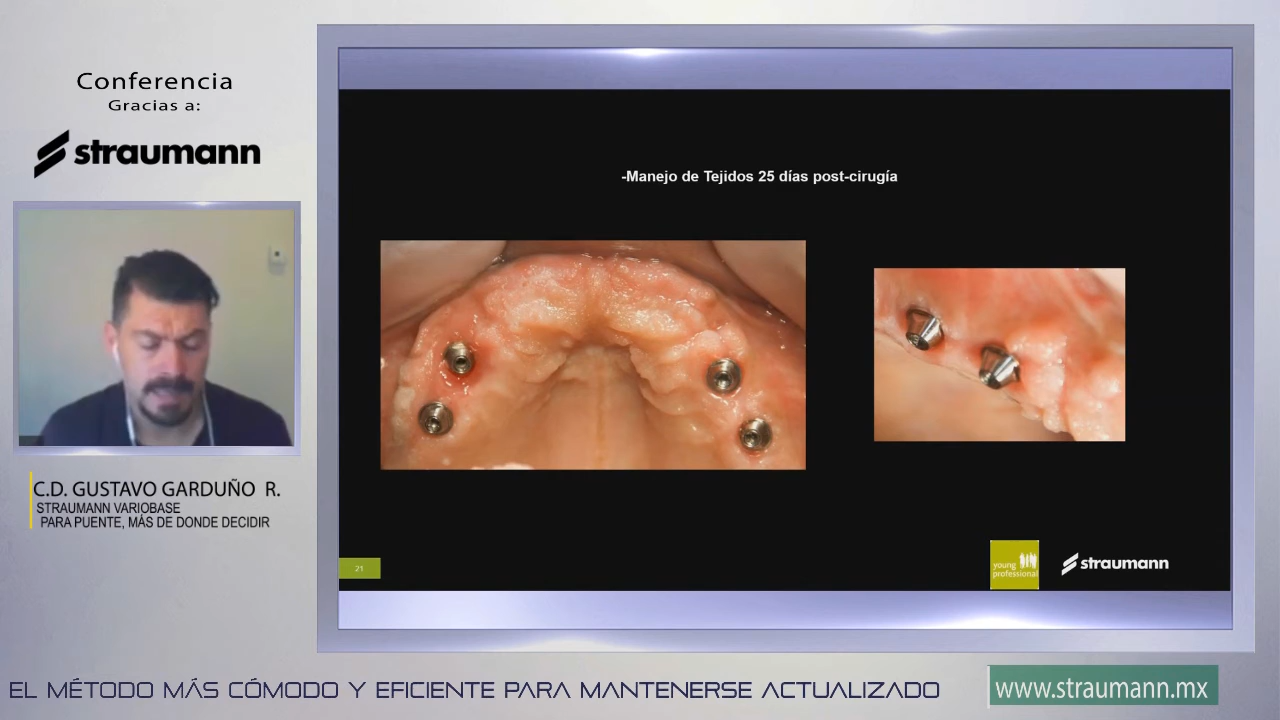 Conferencia
Gracias a:
straumann
C.D. GUSTAVO GARDUÑO R.
STRAUMANN VARIOBASE
PARA PUENTE, MÁS DE DONDE DECIDIR
-Manejo de Tejidos 25 días post-cirugía
21
young
professional
straumann
EL MÉTODO MÁS CÓMODO Y EFICIENTE PARA MANTENERSE ACTUALIZADO
www.straumann.mx